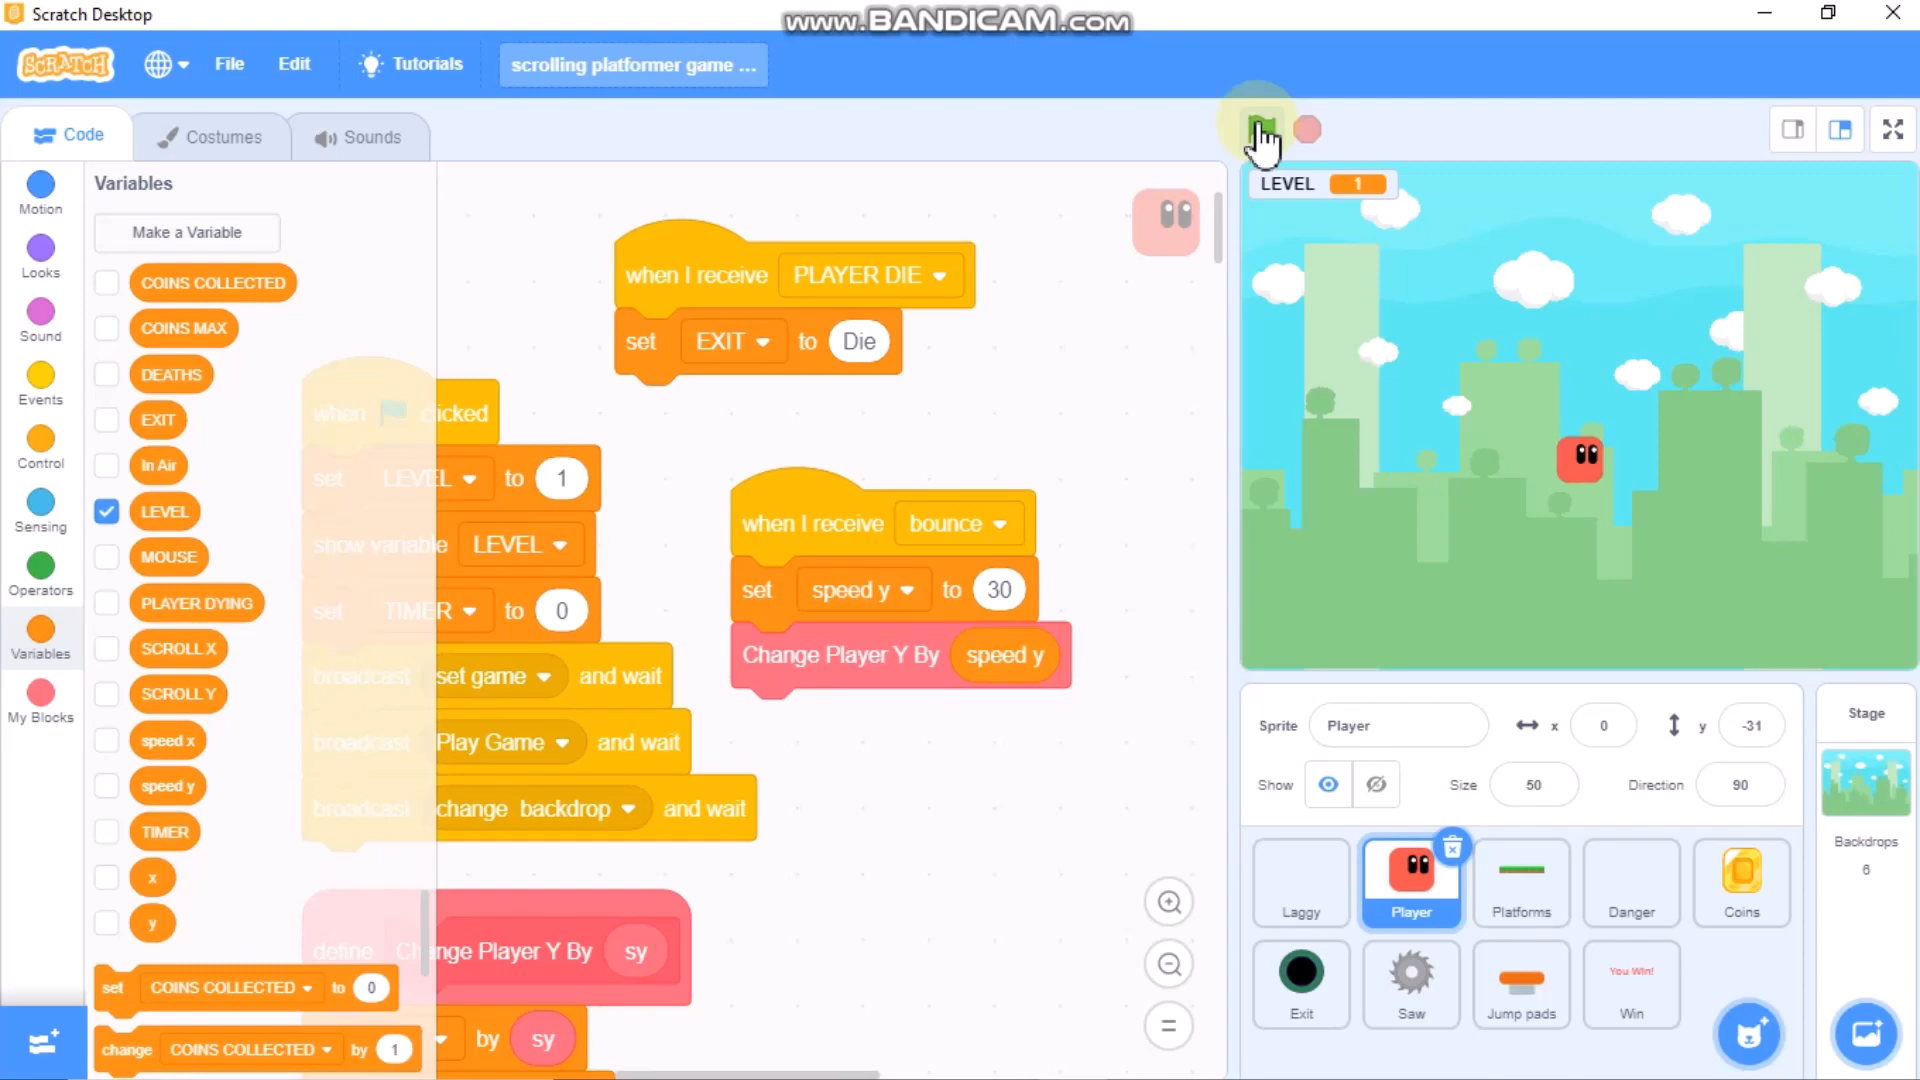 Scratch Desktop
www.BANDICAM.com
SCRATCH
File
Edit
Tutorials
scrolling platformer game ...
Code
Costumes
Sounds
Motion
Looks
Sound
Events
Control
Sensing
Operators
Variables
My Blocks
Variables
Make a Variable
COINS COLLECTED
COINS MAX
DEATHS
EXIT
In Air
LEVEL
MOUSE
PLAYER DYING
SCROLL X
SCROLL Y
speed x
speed y
TIMER
x
y
set COINS COLLECTED to 0
change COINS COLLECTED by 1
when I receive PLAYER DIE
set EXIT to Die
when clicked
set LEVEL to 1
show variable LEVEL
set TIMER to 0
broadcast set game and wait
broadcast Play Game and wait
broadcast change backdrop and wait
when I receive bounce
set speed y to 30
Change Player Y By speed y
define Change Player Y By sy
by sy
LEVEL 1
Sprite Player x 0 y -31
Show Size 50 Direction 90
Laggy
Player
Platforms
Danger
Coins
Exit
Saw
Jump pads
You Win!
Win
Stage
Backdrops
6